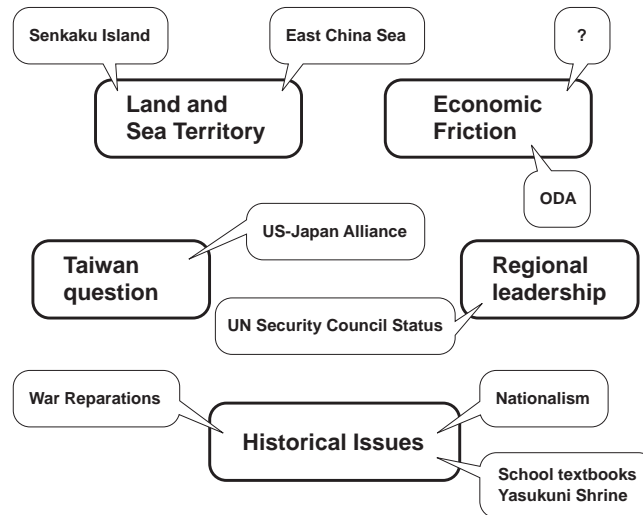 Senkaku Island
East China Sea
?
Land and
Sea Territory
Economic
Friction
ODA
US-Japan Alliance
Taiwan
question
Regional
leadership
UN Security Council Status
War Reparations
Nationalism
Historical Issues
School textbooks
Yasukuni Shrine